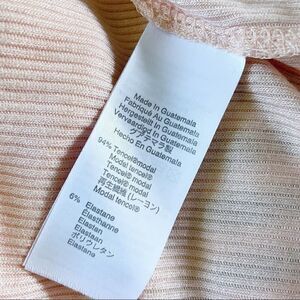 Made In Guatemala
Fabriqué Au Guatemala
Hergestellt In Guatemala
Vervaardigd In Guatemala
グアテマラ製
Hecho En Guatemala
94% Tencel®modal
Modal tencel®
Tencel® modal
Tencel® modal
再生繊維(レーヨン)
Modal tencel®
6% Elastane
Elasthanne
Elastan
Elastaan
ポリウレタン
Elastane